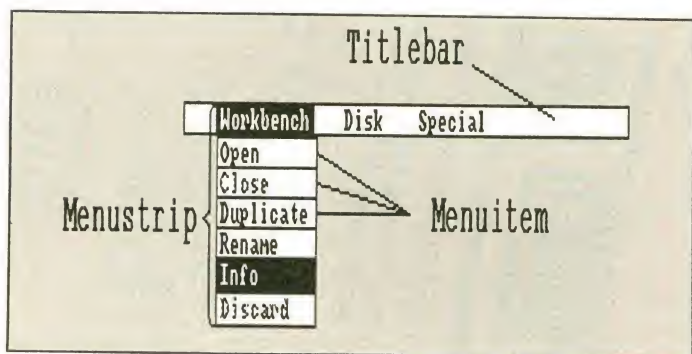 Titlebar
Workbench Disk Special
Open
Close
Menustrip Duplicate Menuitem
Rename
Info
Discard